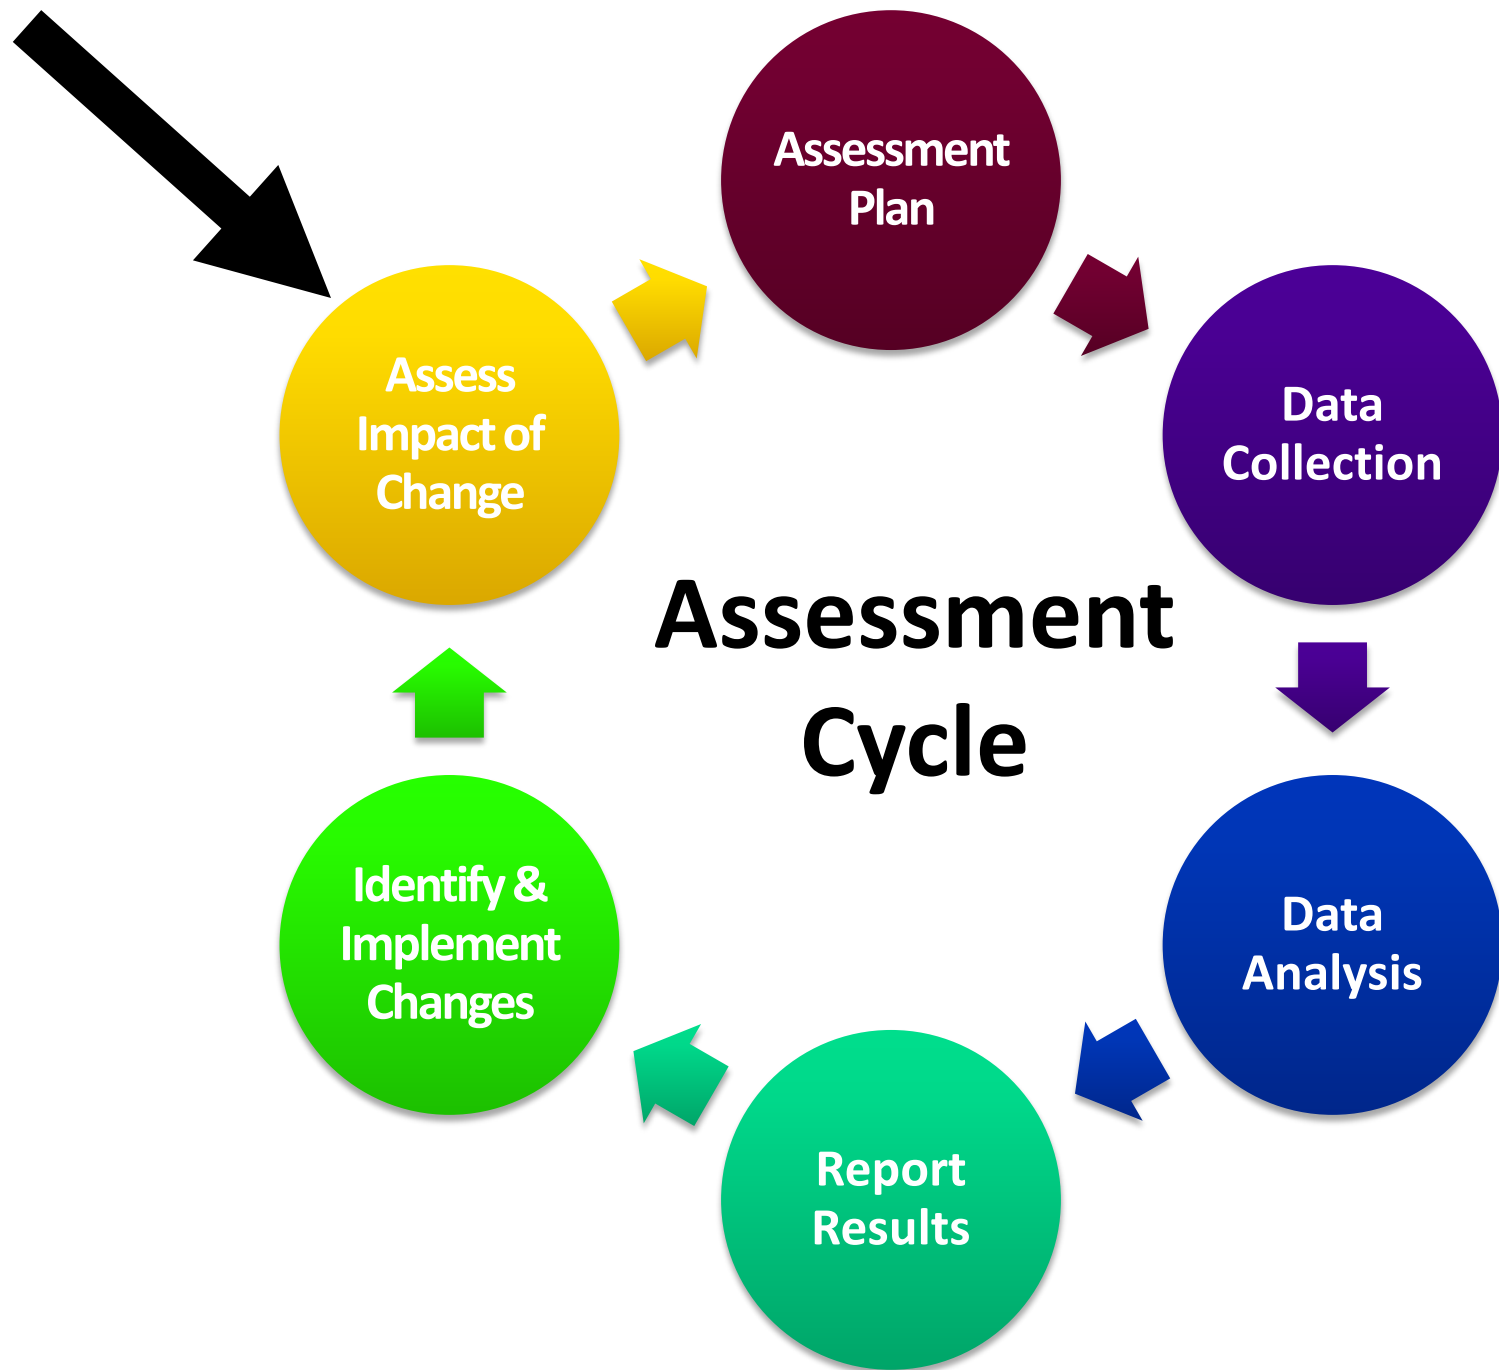 Assessment
Plan
Data
Collection
Data
Analysis
Report
Results
Identify &
Implement
Changes
Assess
Impact of
Change
Assessment
Cycle